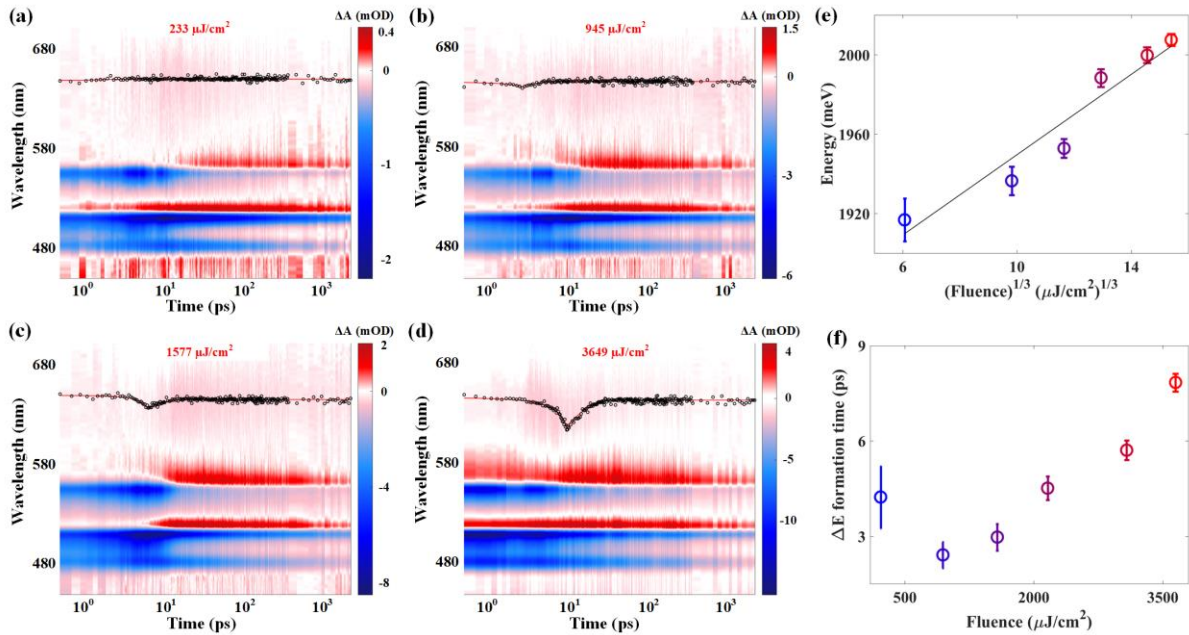 (a)
233 μJ/cm²
ΔA (mOD)
680
580
480
Wavelength (nm)
10⁰
10¹
10²
10³
Time (ps)
0.4
0
-1
-2
(b)
945 μJ/cm²
ΔA (mOD)
680
580
480
Wavelength (nm)
10⁰
10¹
10²
10³
Time (ps)
1.5
0
-3
-6
(e)
2000
1960
1920
Energy (meV)
6
10
14
(Fluence)^1/3 (μJ/cm²)^1/3
(c)
1577 μJ/cm²
ΔA (mOD)
680
580
480
Wavelength (nm)
10⁰
10¹
10²
10³
Time (ps)
2
0
-4
-8
(d)
3649 μJ/cm²
ΔA (mOD)
680
580
480
Wavelength (nm)
10⁰
10¹
10²
10³
Time (ps)
4
0
-5
-10
(f)
9
6
3
ΔE formation time (ps)
500
2000
3500
Fluence (μJ/cm²)